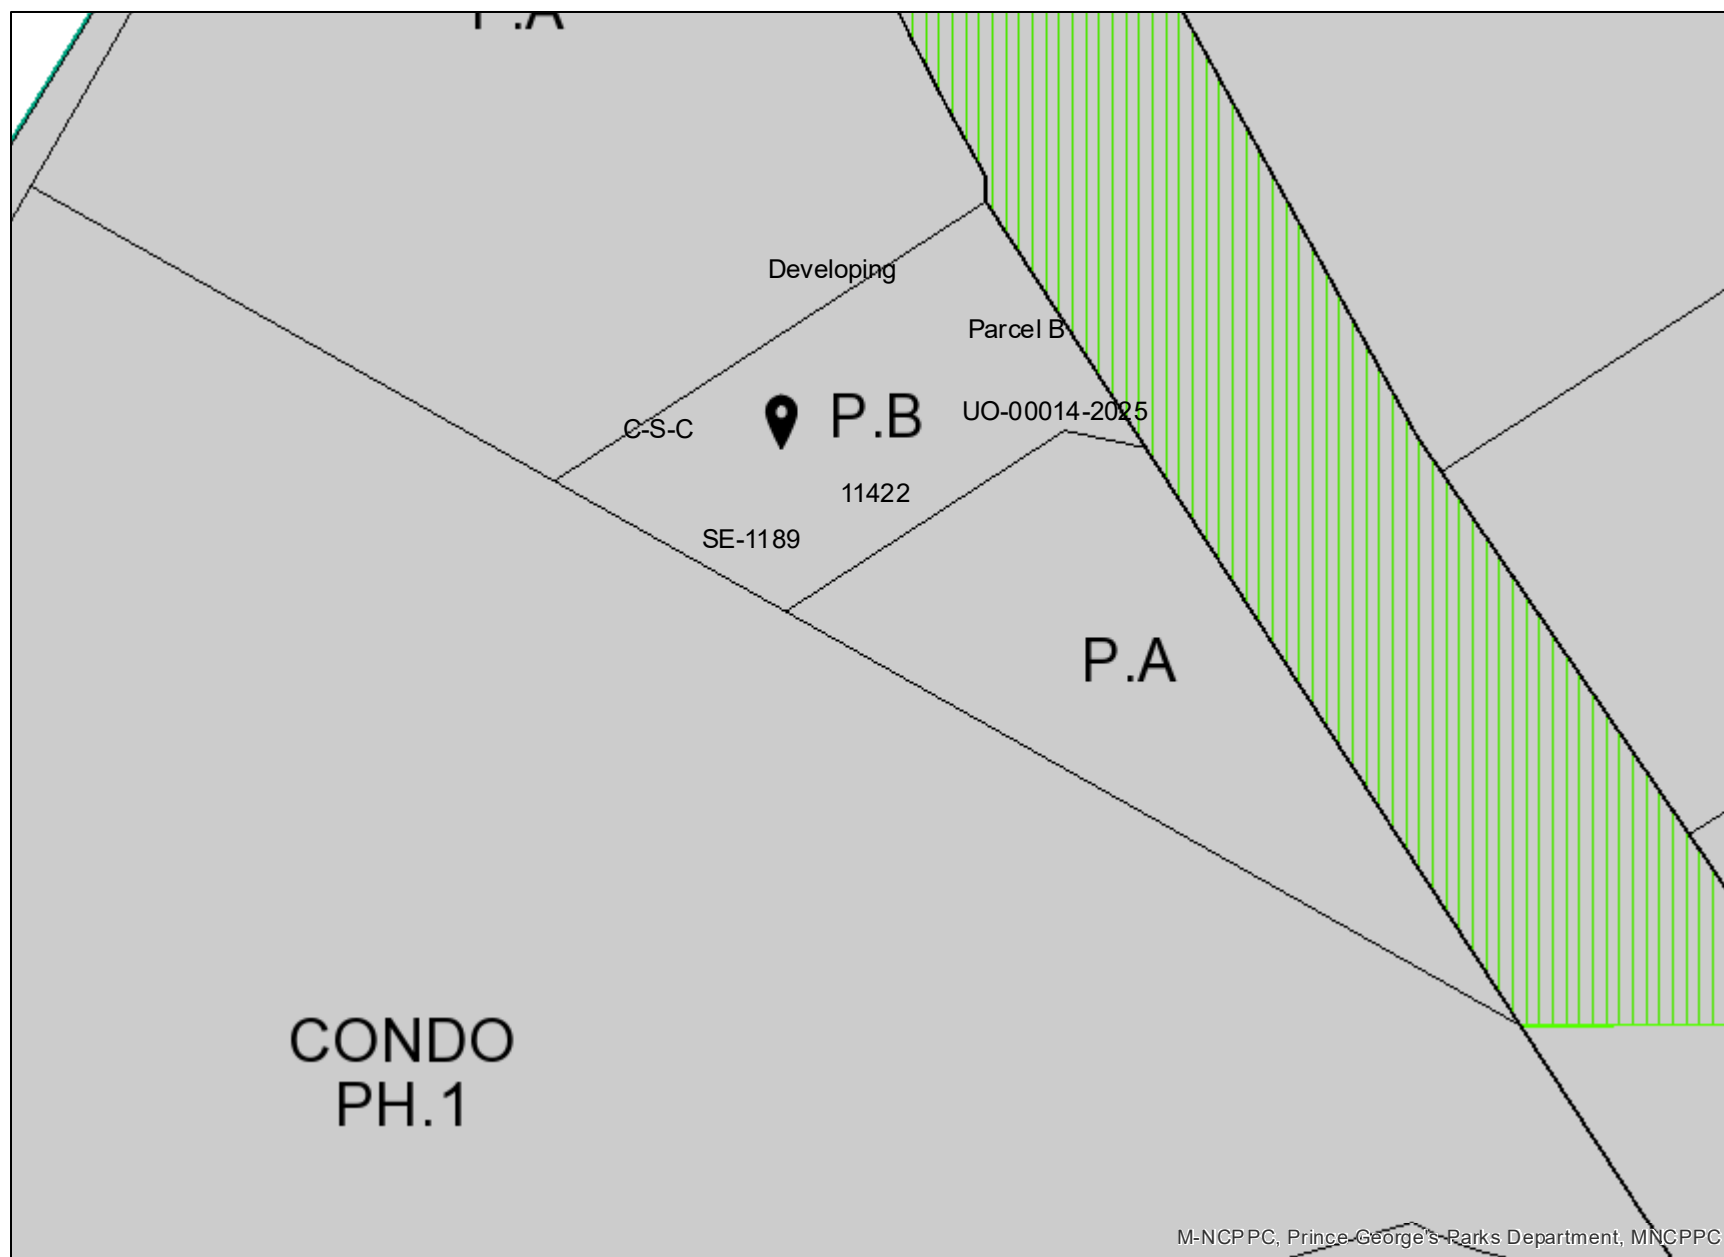 P.A
Developing
Parcel B
P.B
UO-00014-2025
C-S-C
11422
SE-1189
P.A
CONDO
PH.1
M-NCPPC, Prince George's Parks Department, MNCPPC